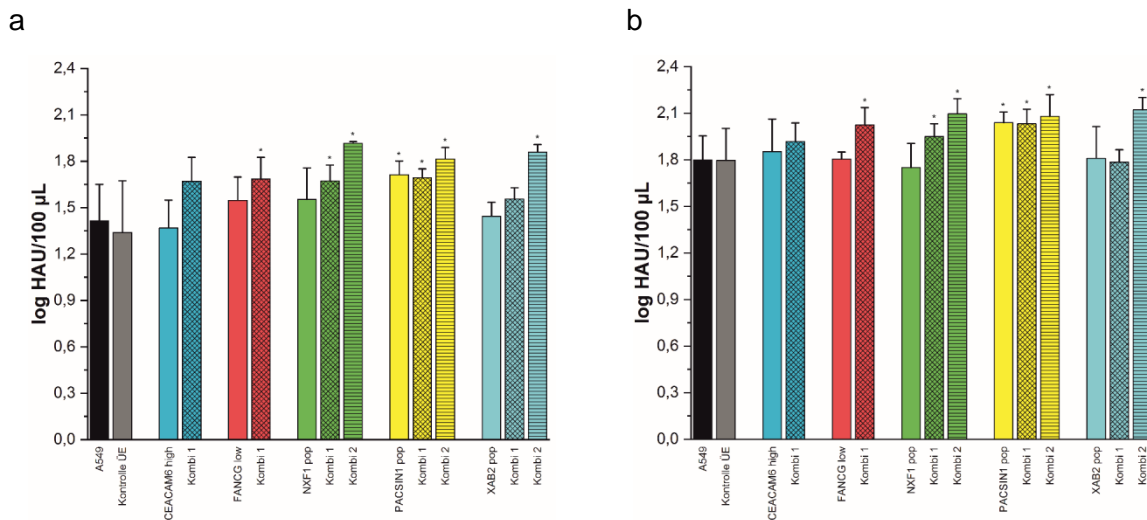 a
log HAU/100 µL
2,4
2,1
1,8
1,5
1,2
0,9
0,6
0,3
0,0
A549
Kontrolle ÜE
CEACAM6 high
Kombi 1
FANCG low
Kombi 1
NXF1 pop
Kombi 1
Kombi 2
PACSIN1 pop
Kombi 1
Kombi 2
XAB2 pop
Kombi 1
Kombi 2
* * * * * * * *
b
log HAU/100 µL
2,4
2,1
1,8
1,5
1,2
0,9
0,6
0,3
0,0
A549
Kontrolle ÜE
CEACAM6 high
Kombi 1
FANCG low
Kombi 1
NXF1 pop
Kombi 1
Kombi 2
PACSIN1 pop
Kombi 1
Kombi 2
XAB2 pop
Kombi 1
Kombi 2
* * * * * * *